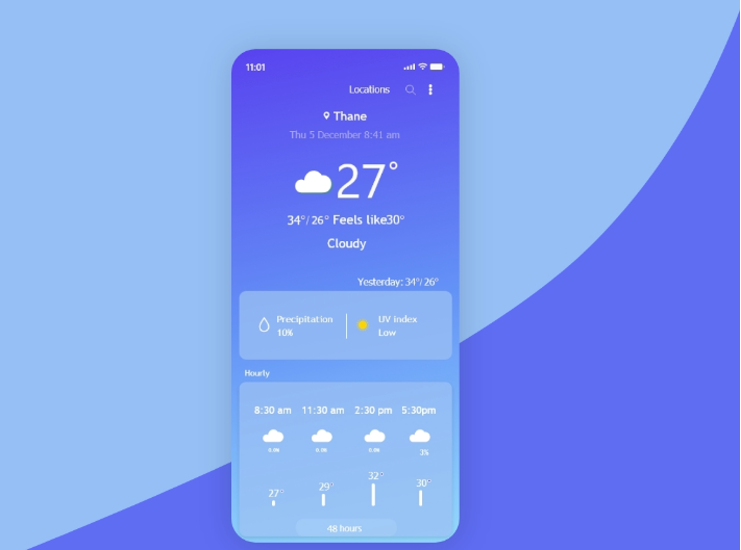 11:01
Locations
Thane
Thu 5 December 8:41 am
27°
34°/ 26° Feels like30°
Cloudy
Yesterday: 34°/ 26°
Precipitation UV index
10% Low
Hourly
8:30 am 11:30 am 2:30 pm 5:30pm
0.0% 0.0% 0.0% 3%
27° 29° 32° 30°
48 hours